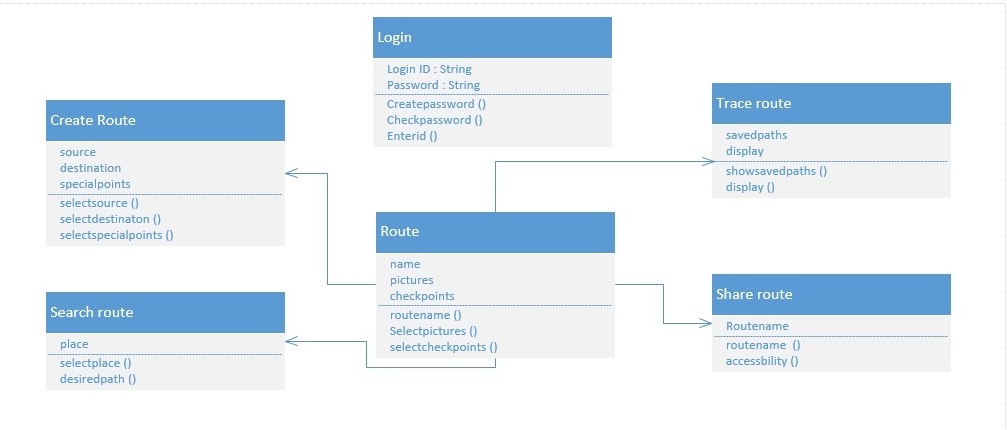 Login
Login ID : String
Password : String
Createpassword ()
Checkpassword ()
Enterid ()
Create Route
source
destination
specialpoints
selectsource ()
selectdestinaton ()
selectspecialpoints ()
Trace route
savedpaths
display
showsavedpaths ()
display ()
Route
name
pictures
checkpoints
routename ()
Selectpictures ()
selectcheckpoints ()
Search route
place
selectplace ()
desiredpath ()
Share route
Routename
routename  ()
accessbility ()